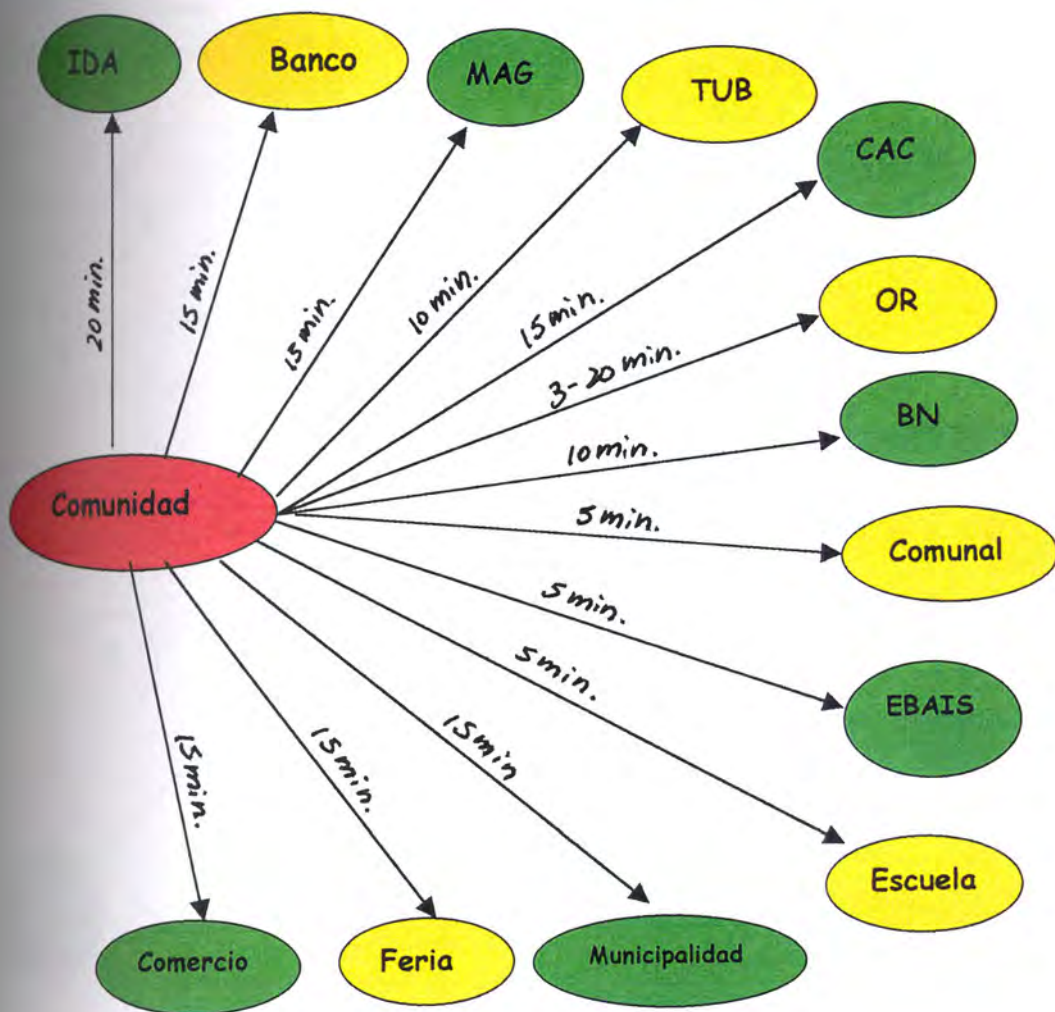 IDA
Banco
MAG
TUB
CAC
OR
BN
Comunal
EBAIS
Escuela
Municipalidad
Feria
Comercio
Comunidad
20 min.
15 min.
15 min.
10 min.
15 min.
3-20 min.
10 min.
5 min.
5 min.
5 min.
15 min
15 min.
15 min.